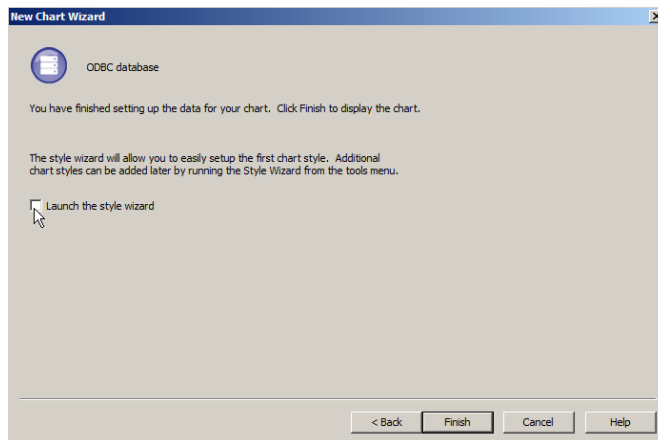 New Chart Wizard
ODBC database
You have finished setting up the data for your chart. Click Finish to display the chart.
The style wizard will allow you to easily setup the first chart style. Additional
chart styles can be added later by running the Style Wizard from the tools menu.
Launch the style wizard
< Back Finish Cancel Help